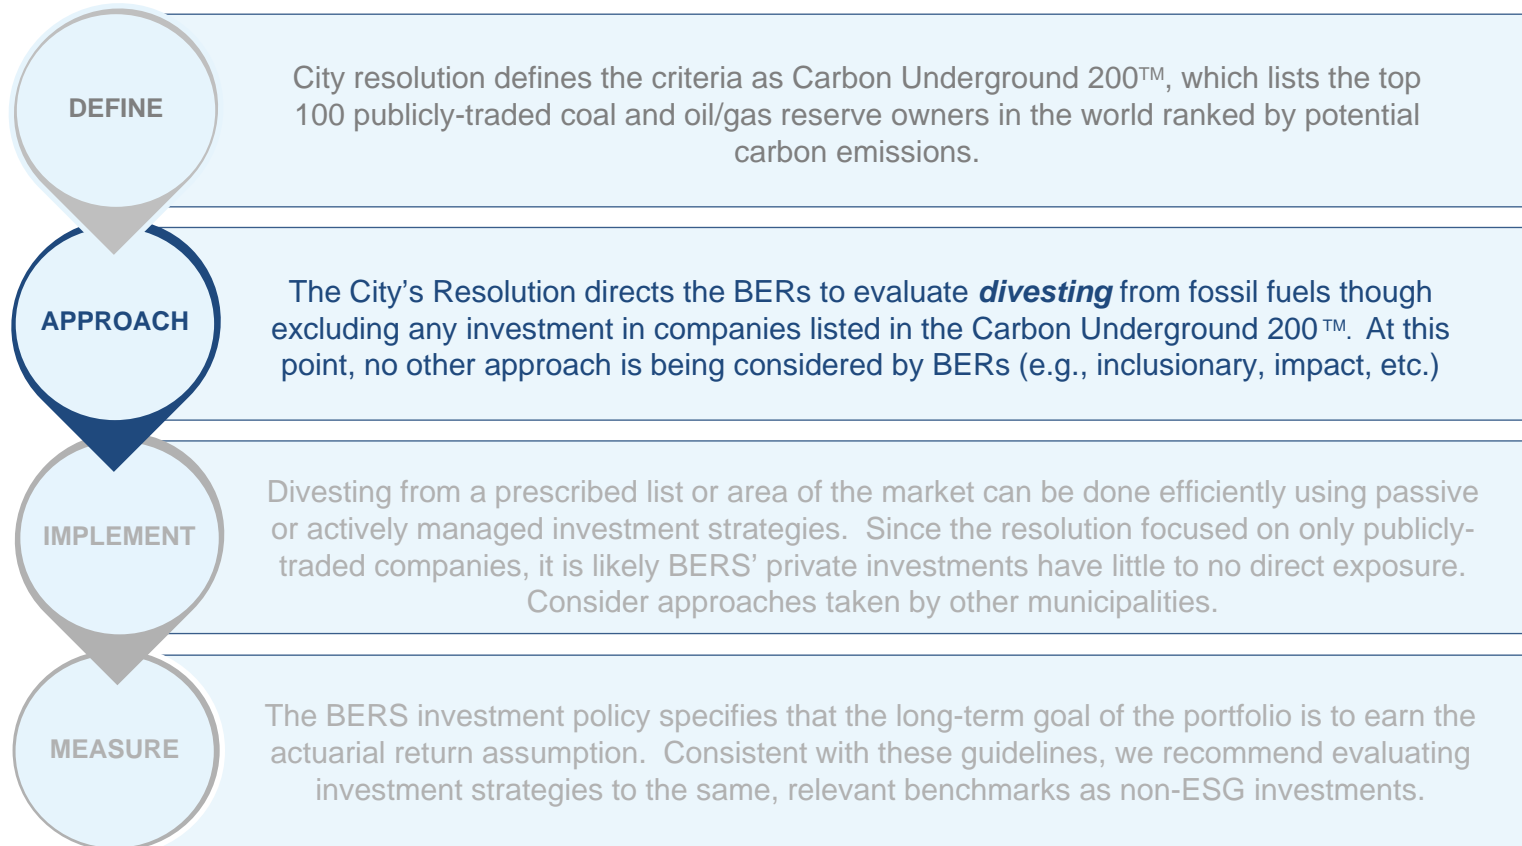 DEFINE
City resolution defines the criteria as Carbon Underground 200™, which lists the top
100 publicly-traded coal and oil/gas reserve owners in the world ranked by potential
carbon emissions.
APPROACH
The City’s Resolution directs the BERs to evaluate divesting from fossil fuels though
excluding any investment in companies listed in the Carbon Underground 200™. At this
point, no other approach is being considered by BERs (e.g., inclusionary, impact, etc.)
IMPLEMENT
Divesting from a prescribed list or area of the market can be done efficiently using passive
or actively managed investment strategies. Since the resolution focused on only publicly-
traded companies, it is likely BERS’ private investments have little to no direct exposure.
Consider approaches taken by other municipalities.
MEASURE
The BERS investment policy specifies that the long-term goal of the portfolio is to earn the
actuarial return assumption. Consistent with these guidelines, we recommend evaluating
investment strategies to the same, relevant benchmarks as non-ESG investments.